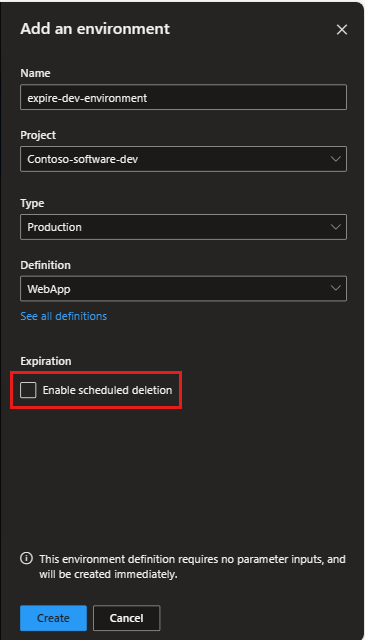 Add an environment
Name
expire-dev-environment
Project
Contoso-software-dev
Type
Production
Definition
WebApp
See all definitions
Expiration
Enable scheduled deletion
This environment definition requires no parameter inputs, and
will be created immediately.
Create
Cancel